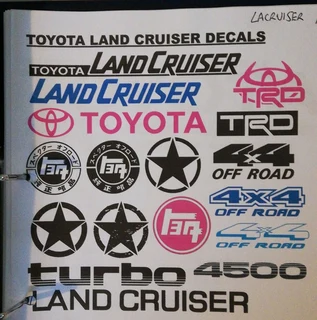 LACRUISER
TOYOTA LAND CRUISER DECALS
TOYOTA LAND CRUISER
LAND CRUISER
TRD
TOYOTA
TRD
4x4
OFF ROAD
4x4
OFF ROAD
4x4
OFF ROAD
turbo
4500
LAND CRUISER